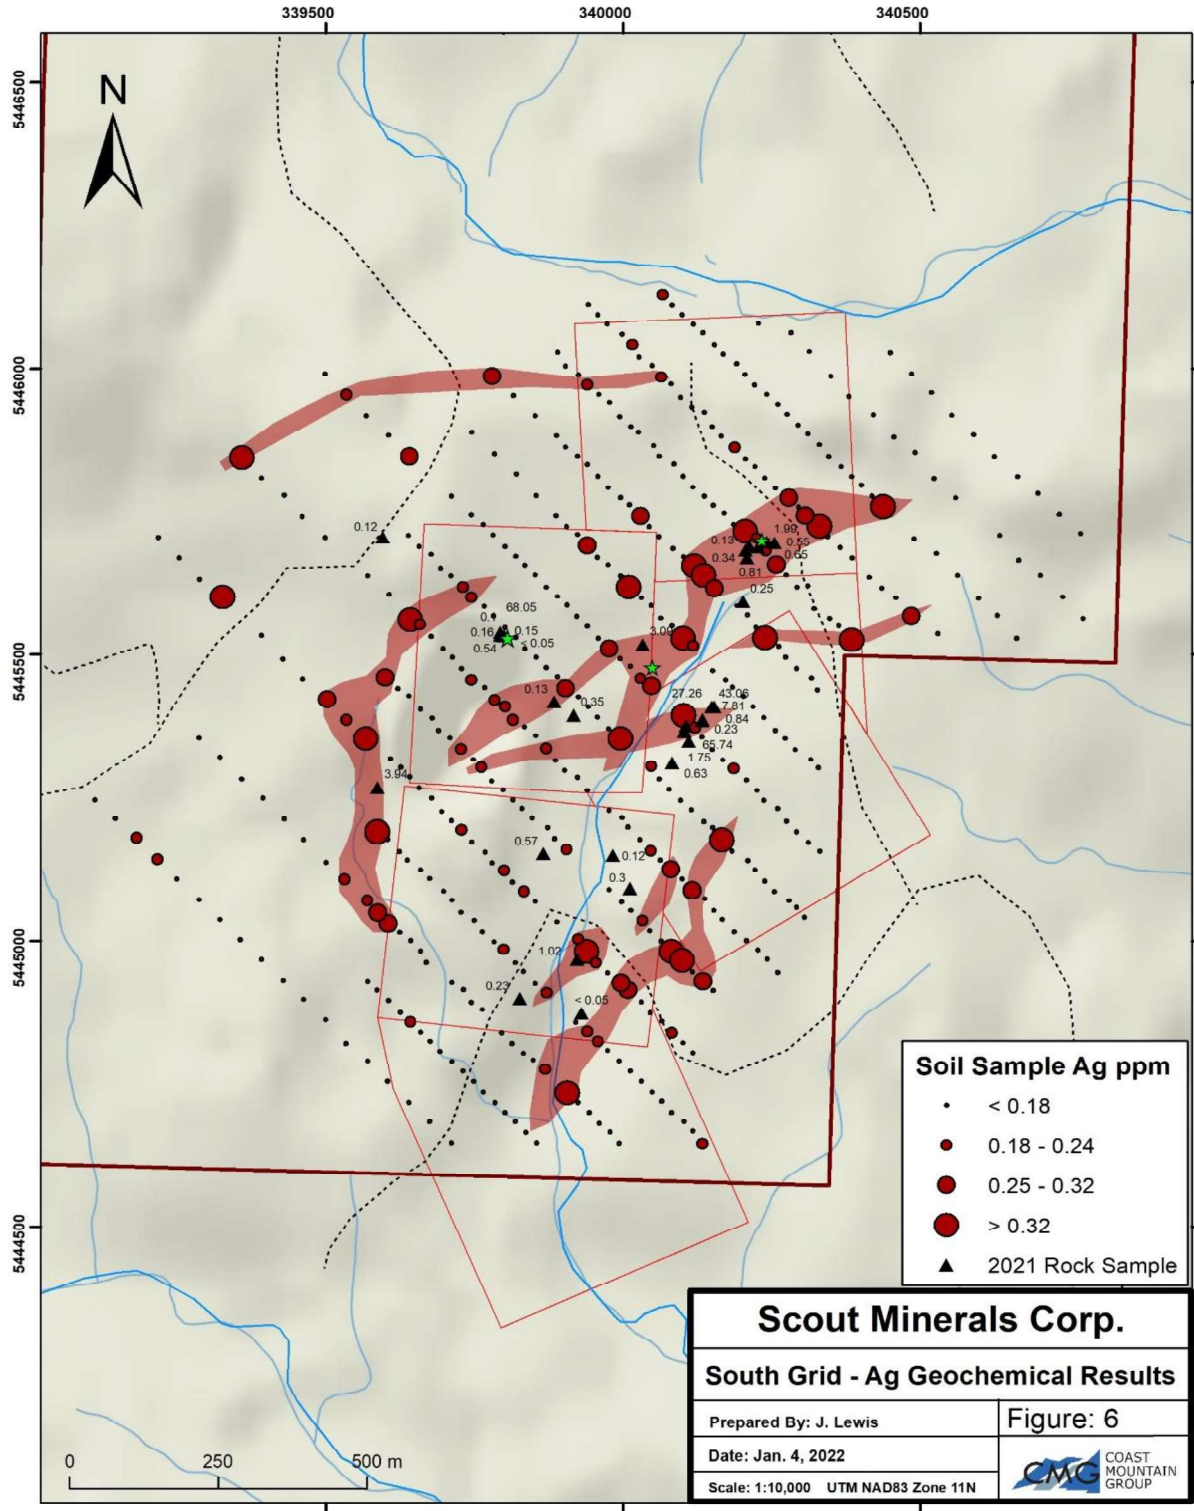 339500 340000 340500
5446500
N
5446000
0.12
1.99
0.13
0.55
0.34
0.65
0.81
0.25
68.05
0.1
0.16 0.15
0.54 < 0.05
5445500
3.09
0.13
0.35
27.26 43.06
7.81
0.84
0.23
65.74
1.75
0.63
3.94
0.57
0.12
0.3
5445000
1.02
0.23
< 0.05
5444500
Soil Sample Ag ppm
< 0.18
0.18 - 0.24
0.25 - 0.32
> 0.32
2021 Rock Sample
0 250 500 m
Scout Minerals Corp.
South Grid - Ag Geochemical Results
Prepared By: J. Lewis
Date: Jan. 4, 2022
Scale: 1:10,000 UTM NAD83 Zone 11N
Figure: 6
CMG
COAST
MOUNTAIN
GROUP